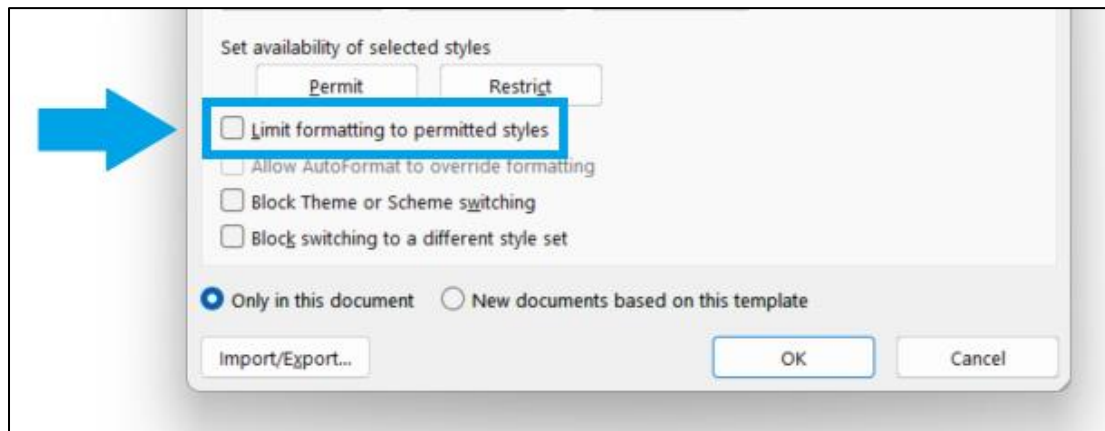 Set availability of selected styles
Permit Restrict
Limit formatting to permitted styles
Allow AutoFormat to override formatting
Block Theme or Scheme switching
Block switching to a different style set
Only in this document New documents based on this template
Import/Export... OK Cancel